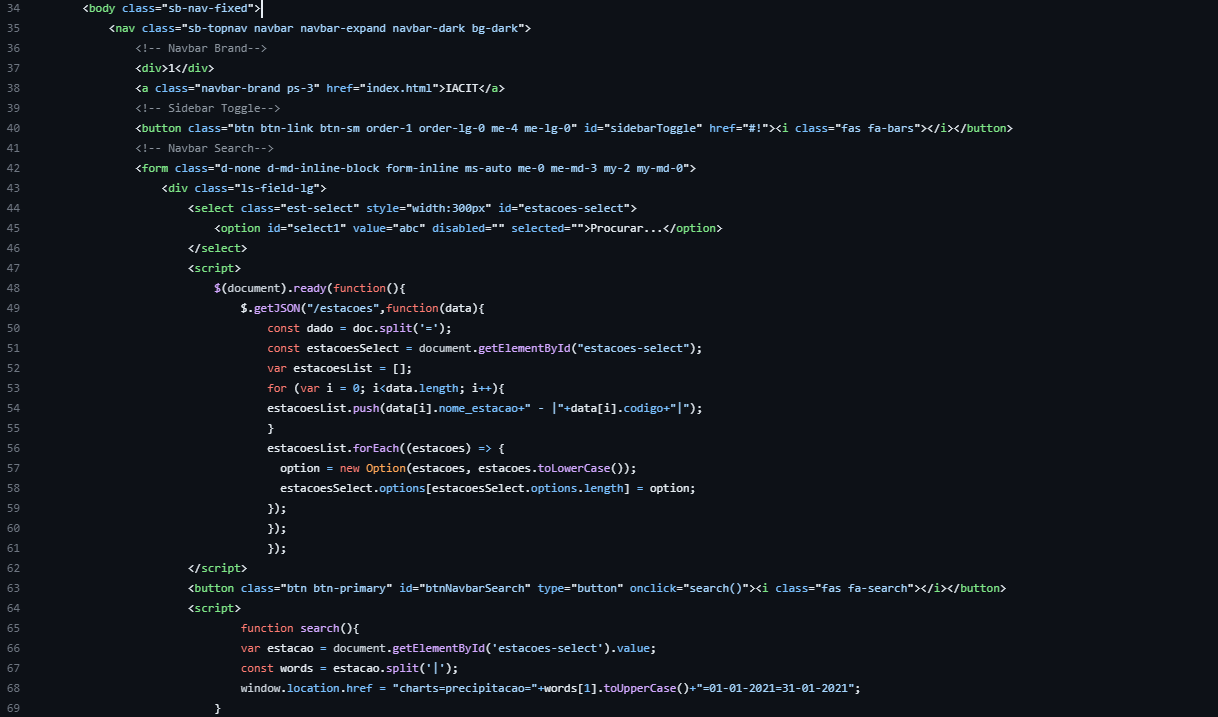 34 <body class="sb-nav-fixed">
35 <nav class="sb-topnav navbar navbar-expand navbar-dark bg-dark">
36 <!-- Navbar Brand-->
37 <div>1</div>
38 <a class="navbar-brand ps-3" href="index.html">IACIT</a>
39 <!-- Sidebar Toggle-->
40 <button class="btn btn-link btn-sm order-1 order-lg-0 me-4 me-lg-0" id="sidebarToggle" href="#!"><i class="fas fa-bars"></i></button>
41 <!-- Navbar Search-->
42 <form class="d-none d-md-inline-block form-inline ms-auto me-0 me-md-3 my-2 my-md-0">
43 <div class="ls-field-lg">
44 <select class="est-select" style="width:300px" id="estacoes-select">
45 <option id="select1" value="abc" disabled="" selected="">Procurar...</option>
46 </select>
47 <script>
48 $(document).ready(function(){
49 $.getJSON("/estacoes",function(data){
50 const dado = doc.split('=');
51 const estacoesSelect = document.getElementById("estacoes-select");
52 var estacoesList = [];
53 for (var i = 0; i<data.length; i++){
54 estacoesList.push(data[i].nome_estacao+" - |"+data[i].codigo+"|");
55 }
56 estacoesList.forEach((estacoes) => {
57 option = new Option(estacoes, estacoes.toLowerCase());
58 estacoesSelect.options[estacoesSelect.options.length] = option;
59 });
60 });
61 });
62 </script>
63 <button class="btn btn-primary" id="btnNavbarSearch" type="button" onclick="search()"><i class="fas fa-search"></i></button>
64 <script>
65 function search(){
66 var estacao = document.getElementById('estacoes-select').value;
67 const words = estacao.split('|');
68 window.location.href = "charts=precipitacao="+words[1].toUpperCase()+"=01-01-2021=31-01-2021";
69 }